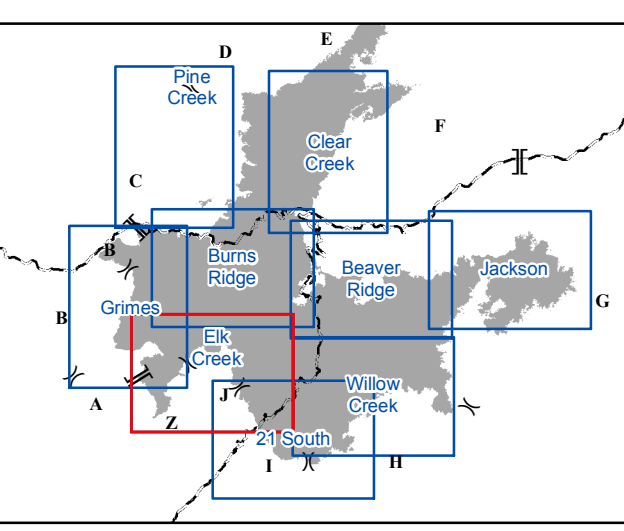 E
D
Pine
Creek
F
Clear
Creek
C
B
Burns
Ridge
Beaver
Ridge
Jackson
G
Grimes
B
Elk
Creek
J
Willow
Creek
A
Z
21 South
I
H